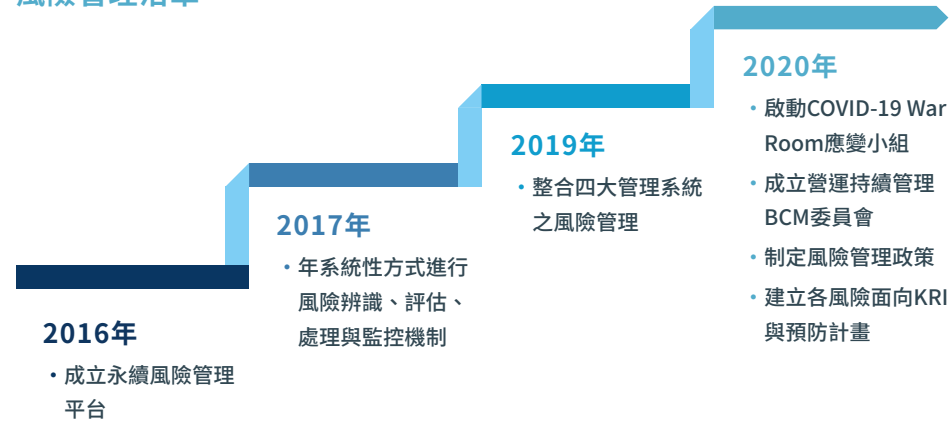 風險管理沿革
2016年
・成立永續風險管理
平台
2017年
・年系統性方式進行
風險辨識、評估、
處理與監控機制
2019年
・整合四大管理系統
之風險管理
2020年
・啟動COVID-19 War
Room應變小組
・成立營運持續管理
BCM委員會
・制定風險管理政策
・建立各風險面向KRI
與預防計畫